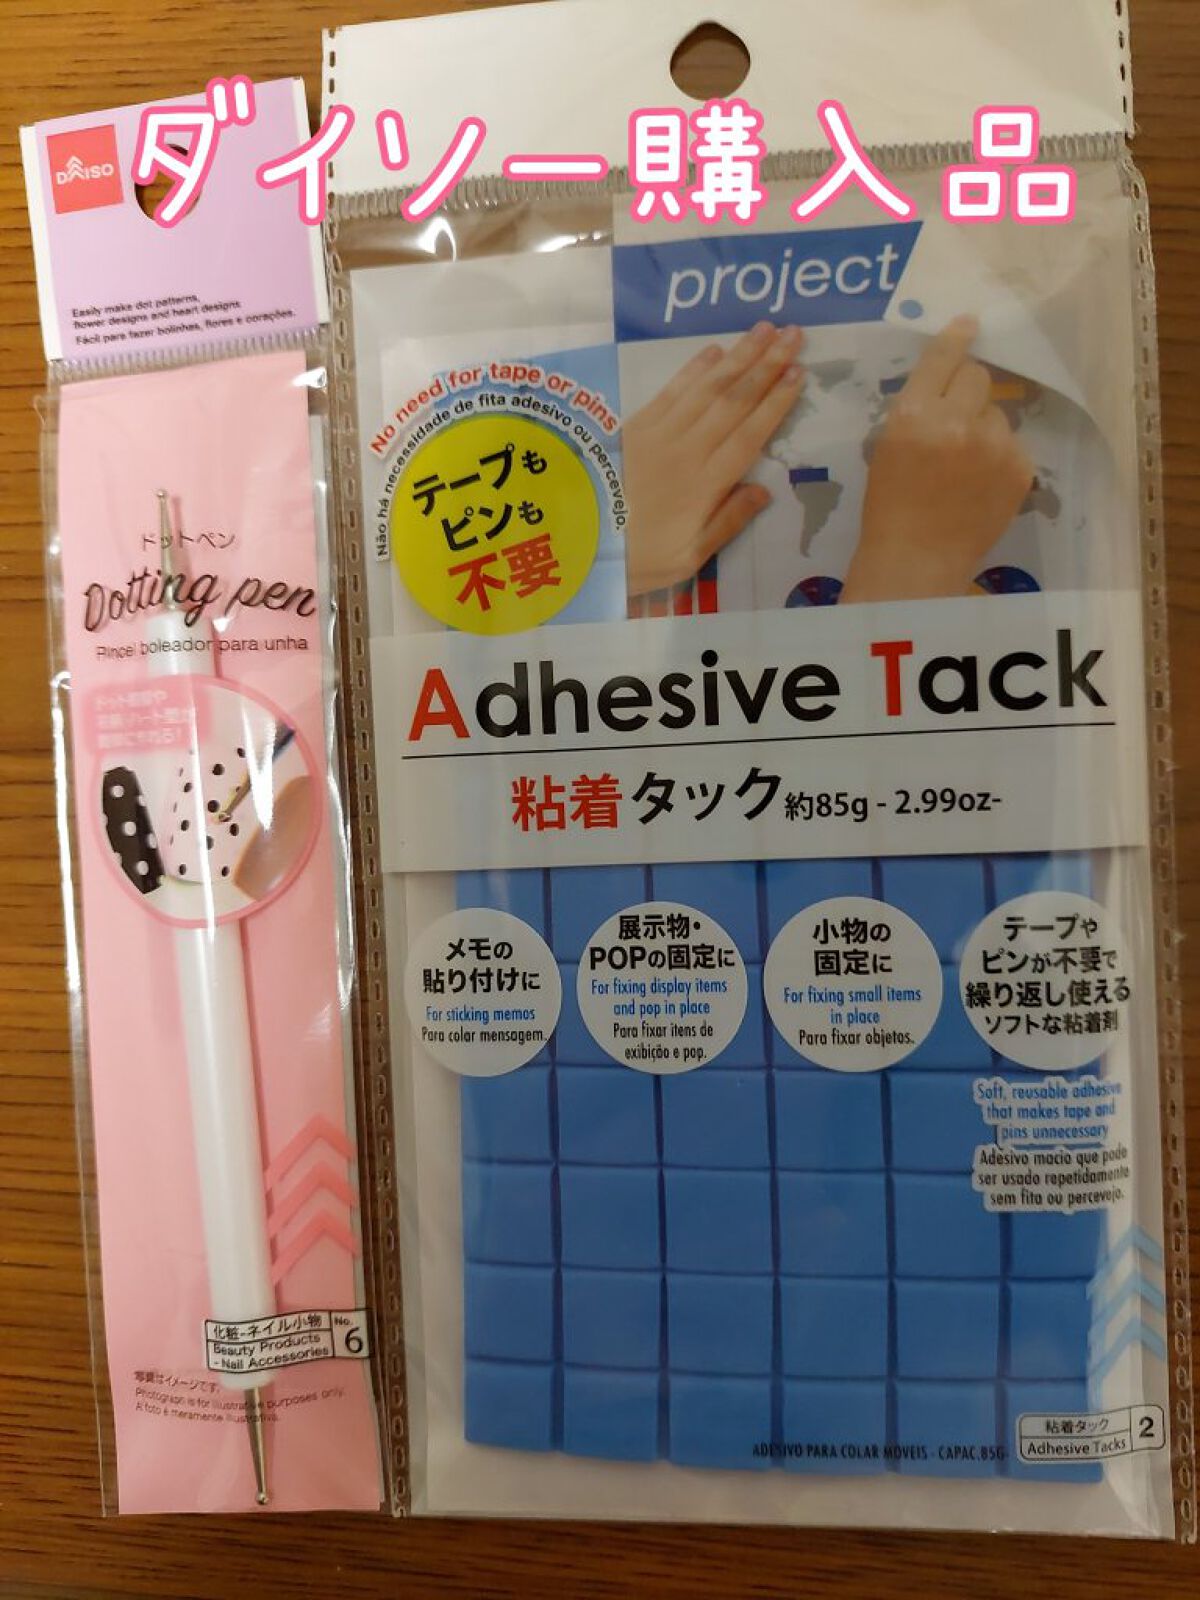 ダイソー購入品
DAISO
Easily make dot patterns,
flower designs and heart designs
Fácil para fazer bolinhas, flores e corações.
ドットペン
Dotting pen
Pincel boleador para unha
化粧-ネイル小物
Beauty Products
- Nail Accessories
No.
6
写真はイメージです。
Photograph is for illustrative purposes only.
A foto é meramente ilustrativa.
project.
No need for tape or pins
Não há necessidade de fita adesivo ou percevejo.
テープも
ピンも
不要
Adhesive Tack
粘着タック約85g - 2.99oz-
メモの
貼り付けに
For sticking memos
Para colar mensagem.
展示物・
POPの固定に
For fixing display items
and pop in place
Para fixar itens de
exibição e pop.
小物の
固定に
For fixing small items
in place
Para fixar objetos.
テープや
ピンが不要で
繰り返し使える
ソフトな粘着剤
Soft, reusable adhesive
that makes tape and
pins unnecessary
Adesivo macio que pode
ser usado repetidamente
sem fita ou percevejo.
ADESIVO PARA COLAR MOVEIS - CAPAC.85G-
粘着タック
Adhesive Tacks
2